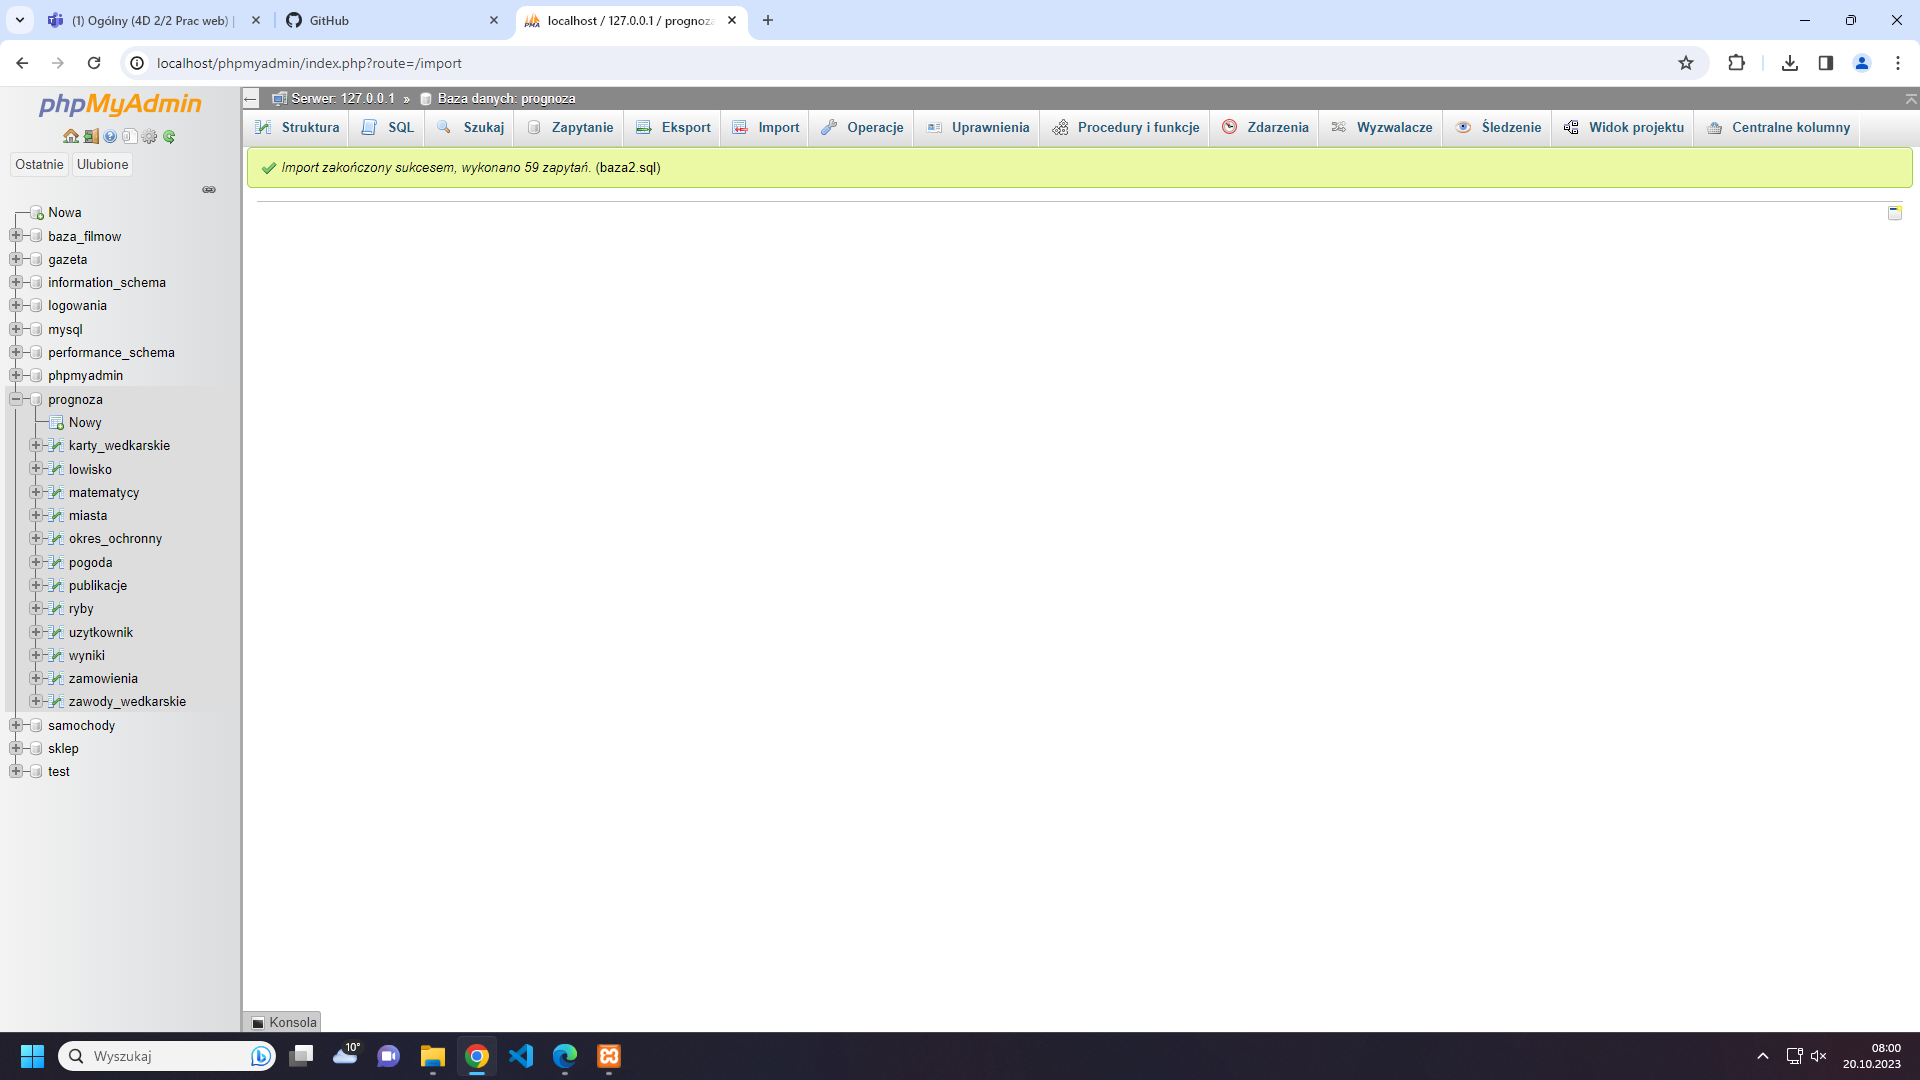 (1) Ogólny (4D 2/2 Prac web) |
GitHub
localhost / 127.0.0.1 / prognoza
localhost/phpmyadmin/index.php?route=/import
phpMyAdmin
Ostatnie
Ulubione
Nowa
baza_filmow
gazeta
information_schema
logowania
mysql
performance_schema
phpmyadmin
prognoza
Nowy
karty_wedkarskie
lowisko
matematycy
miasta
okres_ochronny
pogoda
publikacje
ryby
uzytkownik
wyniki
zamowienia
zawody_wedkarskie
samochody
sklep
test
Serwer: 127.0.0.1 » Baza danych: prognoza
Struktura
SQL
Szukaj
Zapytanie
Eksport
Import
Operacje
Uprawnienia
Procedury i funkcje
Zdarzenia
Wyzwalacze
Śledzenie
Widok projektu
Centralne kolumny
Import zakończony sukcesem, wykonano 59 zapytań. (baza2.sql)
Konsola
Wyszukaj
10°
08:00
20.10.2023